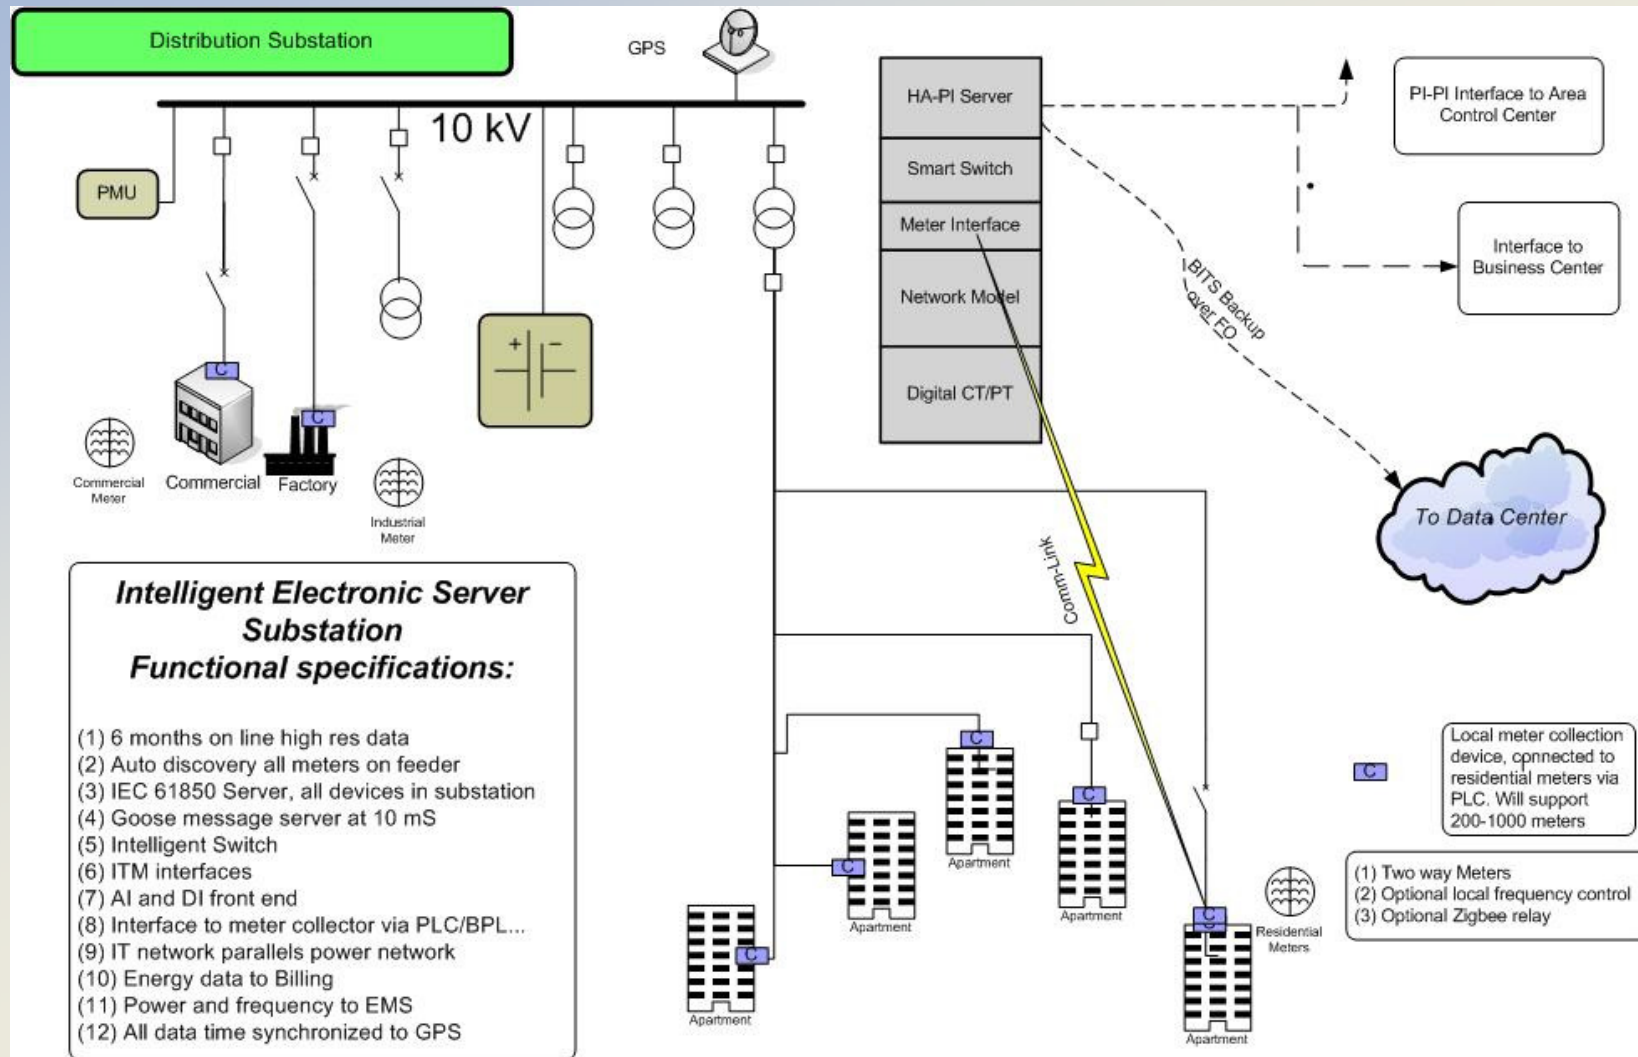 Distribution Substation
GPS
10 kV
PMU
+ −
C
C
Commercial
Meter
Commercial
Factory
Industrial
Meter
HA-PI Server
Smart Switch
Meter Interface
Network Model
Digital CT/PT
PI-PI Interface to Area
Control Center
Interface to
Business Center
BITS Backup
over FO
To Data Center
Comm-Link
Intelligent Electronic Server
Substation
Functional specifications:
(1) 6 months on line high res data
(2) Auto discovery all meters on feeder
(3) IEC 61850 Server, all devices in substation
(4) Goose message server at 10 mS
(5) Intelligent Switch
(6) ITM interfaces
(7) AI and DI front end
(8) Interface to meter collector via PLC/BPL...
(9) IT network parallels power network
(10) Energy data to Billing
(11) Power and frequency to EMS
(12) All data time synchronized to GPS
C
Apartment
C
Apartment
C
Apartment
C
Apartment
C
C
Apartment
Residential
Meters
C
Local meter collection
device, connected to
residential meters via
PLC. Will support
200-1000 meters
(1) Two way Meters
(2) Optional local frequency control
(3) Optional Zigbee relay